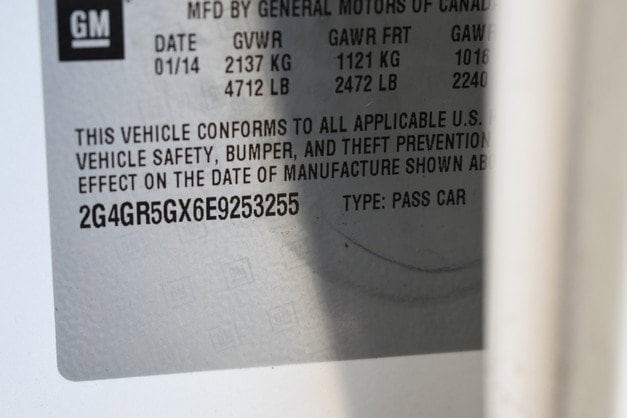 GM
MFD BY GENERAL MOTORS OF CANAD
DATE GVWR GAWR FRT GAWR
01/14 2137 KG 1121 KG 1016
4712 LB 2472 LB 2240
THIS VEHICLE CONFORMS TO ALL APPLICABLE U.S.
VEHICLE SAFETY, BUMPER, AND THEFT PREVENTION
EFFECT ON THE DATE OF MANUFACTURE SHOWN AB
2G4GR5GX6E9253255 TYPE: PASS CAR